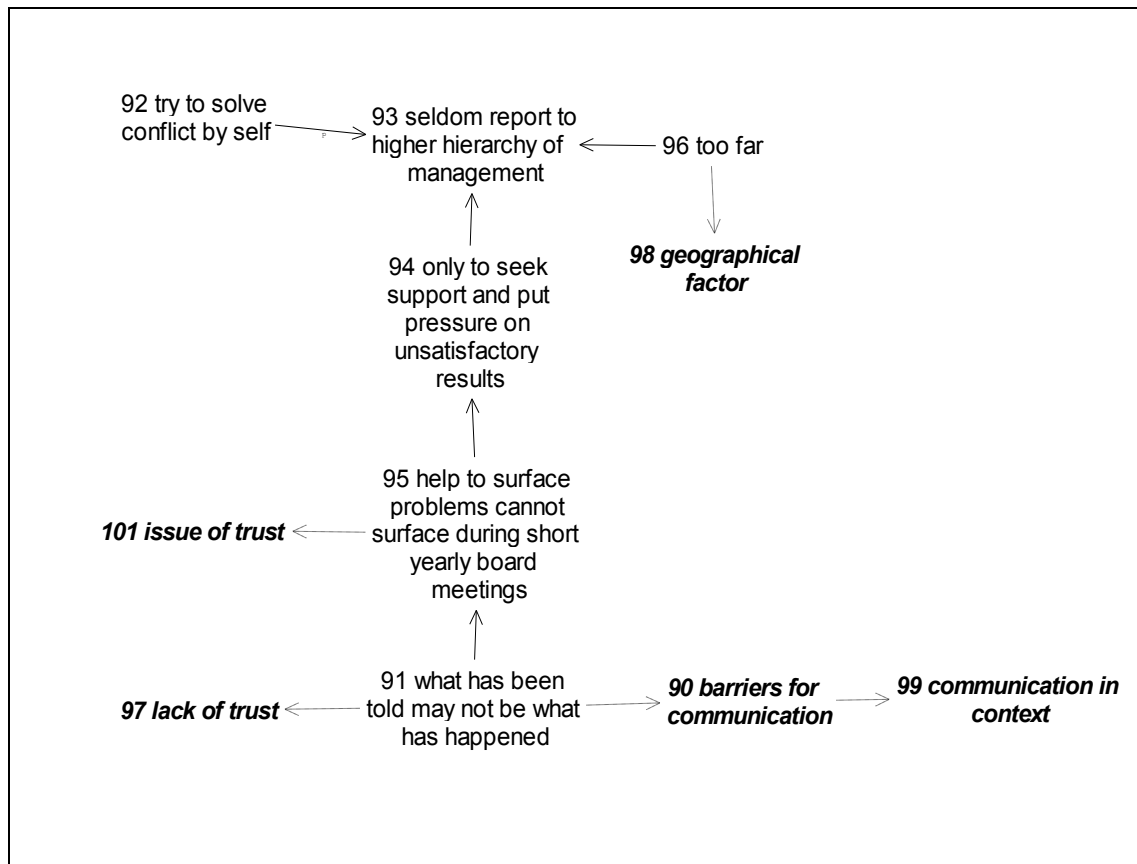 92 try to solve
conflict by self
P
93 seldom report to
higher hierarchy of
management
96 too far
98 geographical
factor
94 only to seek
support and put
pressure on
unsatisfactory
results
95 help to surface
problems cannot
surface during short
yearly board
meetings
101 issue of trust
91 what has been
told may not be what
has happened
97 lack of trust
90 barriers for
communication
99 communication in
context